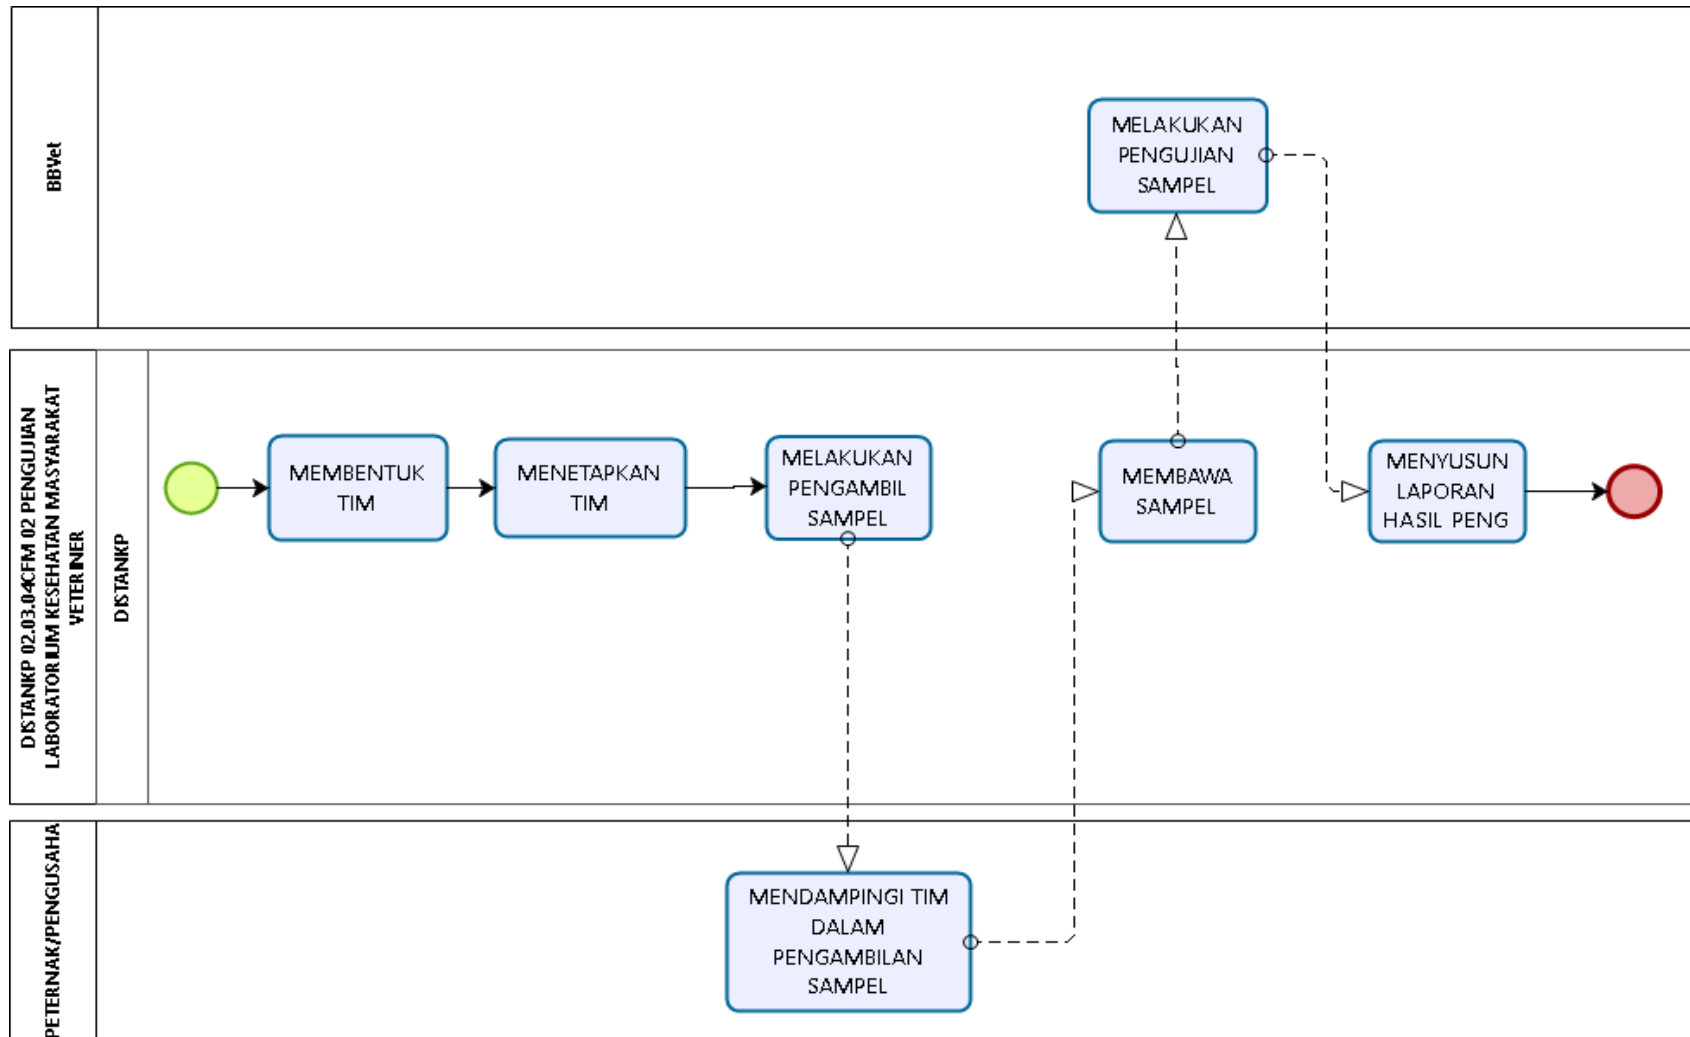 BBVet
MELAKUKAN
PENGUJIAN
SAMPEL
DISTANKP 02.03.04CFM 02 PENGUJIAN
LABORATORIUM KESEHATAN MASYARAKAT
VETERINER
DISTANKP
MEMBENTUK
TIM
MENETAPKAN
TIM
MELAKUKAN
PENGAMBIL
SAMPEL
MEMBAWA
SAMPEL
MENYUSUN
LAPORAN
HASIL PENG
PETERNAK/PENGUSAHA
MENDAMPINGI TIM
DALAM
PENGAMBILAN
SAMPEL